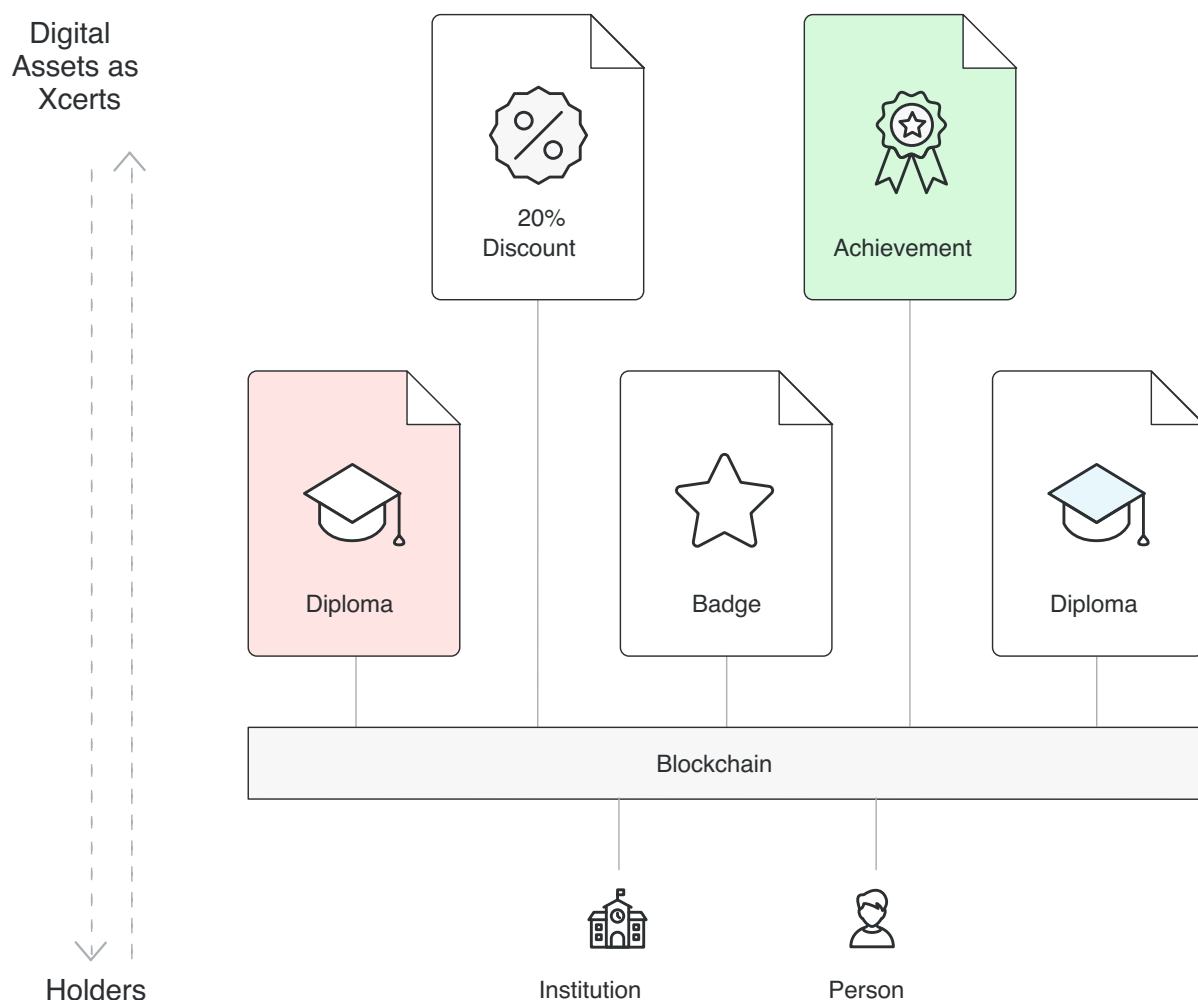 Digital
Assets as
Xcerts
20%
Discount
Achievement
Diploma
Badge
Diploma
Blockchain
Holders
Institution
Person